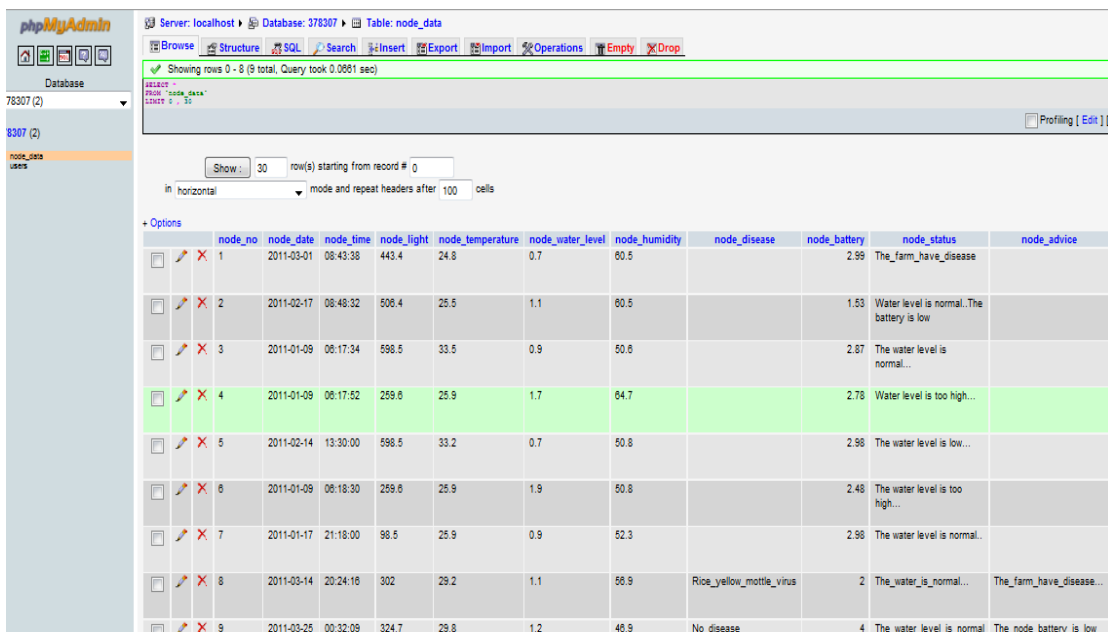 phpMyAdmin
Database
78307 (2)
8307 (2)
node_data
users
Server: localhost ▸ Database: 378307 ▸ Table: node_data
Browse Structure SQL Search Insert Export Import Operations Empty Drop
Showing rows 0 - 8 (9 total, Query took 0.0661 sec)
SELECT *
FROM `node_data`
LIMIT 0 , 30
Profiling [ Edit ] [
Show : 30 row(s) starting from record # 0
in horizontal mode and repeat headers after 100 cells
+ Options
node_no node_date node_time node_light node_temperature node_water_level node_humidity node_disease node_battery node_status node_advice
1 2011-03-01 08:43:38 443.4 24.8 0.7 60.5 2.99 The_farm_have_disease
2 2011-02-17 08:48:32 506.4 25.5 1.1 60.5 1.53 Water level is normal..The
battery is low
3 2011-01-09 06:17:34 598.5 33.5 0.9 50.6 2.87 The water level is
normal...
4 2011-01-09 06:17:52 259.6 25.9 1.7 64.7 2.78 Water level is too high...
5 2011-02-14 13:30:00 598.5 33.2 0.7 50.8 2.98 The water level is low...
6 2011-01-09 06:18:30 259.6 25.9 1.9 50.8 2.48 The water level is too
high...
7 2011-01-17 21:18:00 98.5 25.9 0.9 52.3 2.98 The water level is normal..
8 2011-03-14 20:24:16 302 29.2 1.1 56.9 Rice_yellow_mottle_virus 2 The_water_is_normal... The_farm_have_disease...
9 2011-03-25 00:32:09 324.7 29.8 1.2 46.9 No_disease 4 The_water_level_is_normal The_node_battery_is_low